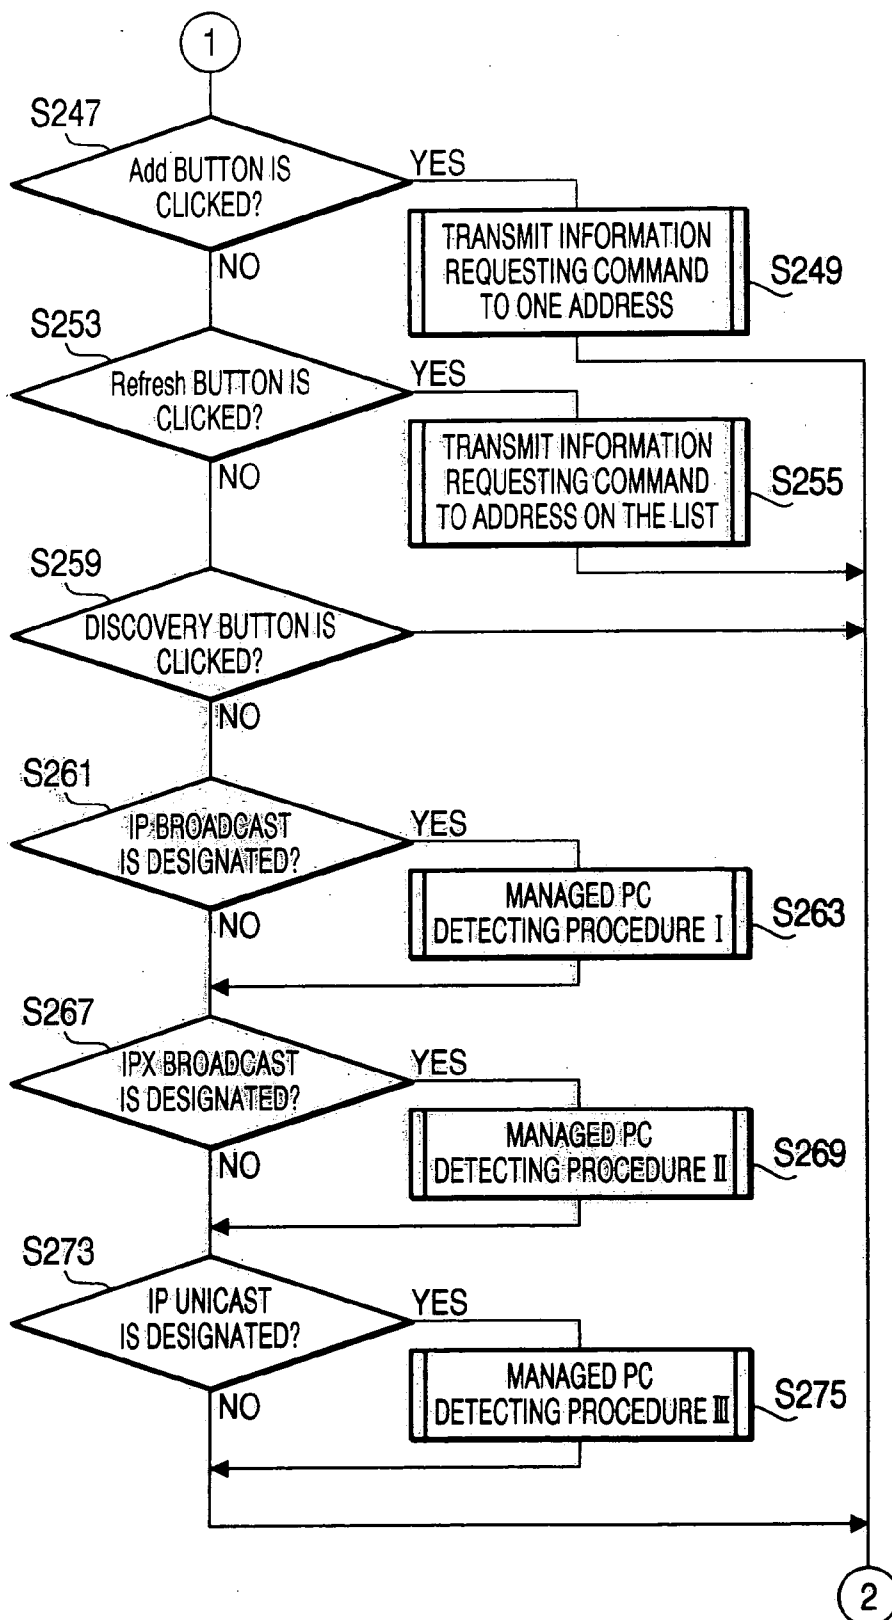 1
S247
Add BUTTON IS
CLICKED?
YES
NO
TRANSMIT INFORMATION
REQUESTING COMMAND
TO ONE ADDRESS
S249
S253
Refresh BUTTON IS
CLICKED?
YES
NO
TRANSMIT INFORMATION
REQUESTING COMMAND
TO ADDRESS ON THE LIST
S255
S259
DISCOVERY BUTTON IS
CLICKED?
NO
S261
IP BROADCAST
IS DESIGNATED?
YES
NO
MANAGED PC
DETECTING PROCEDURE I
S263
S267
IPX BROADCAST
IS DESIGNATED?
YES
NO
MANAGED PC
DETECTING PROCEDURE II
S269
S273
IP UNICAST
IS DESIGNATED?
YES
NO
MANAGED PC
DETECTING PROCEDURE III
S275
2